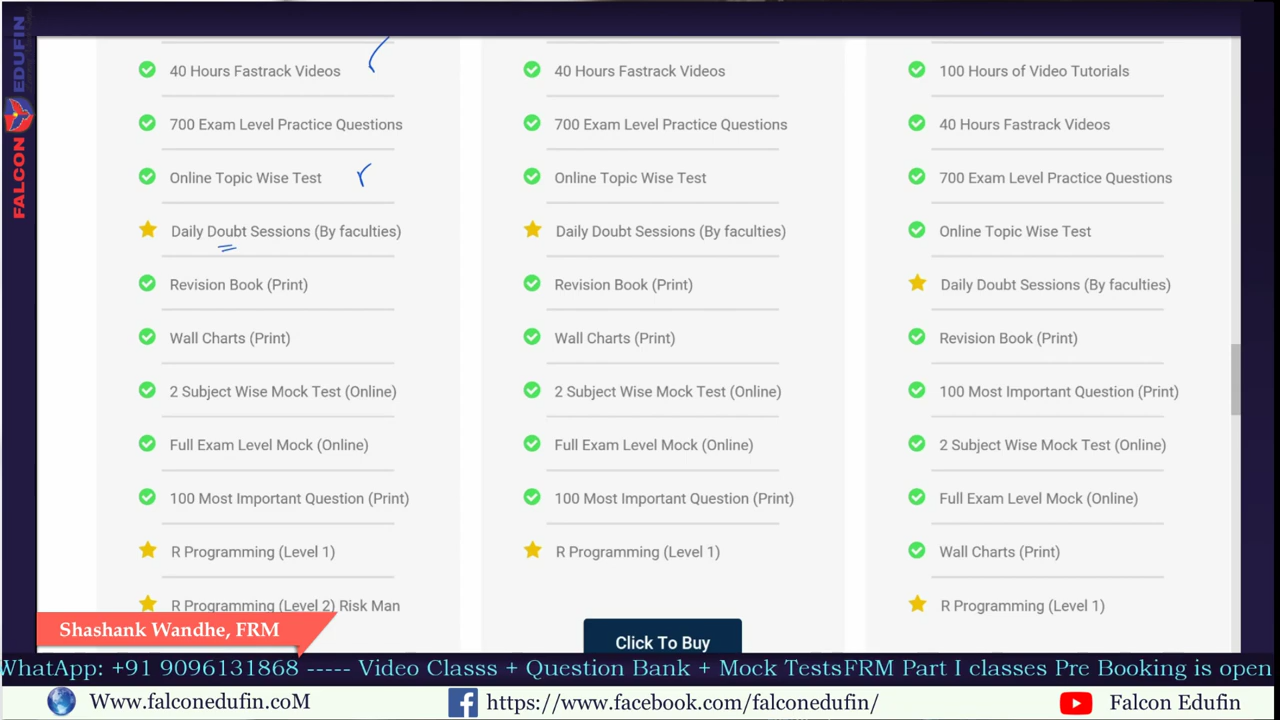 FALCON EDUFIN
40 Hours Fastrack Videos
700 Exam Level Practice Questions
Online Topic Wise Test
Daily Doubt Sessions (By faculties)
Revision Book (Print)
Wall Charts (Print)
2 Subject Wise Mock Test (Online)
Full Exam Level Mock (Online)
100 Most Important Question (Print)
R Programming (Level 1)
R Programming (Level 2) Risk Man
40 Hours Fastrack Videos
700 Exam Level Practice Questions
Online Topic Wise Test
Daily Doubt Sessions (By faculties)
Revision Book (Print)
Wall Charts (Print)
2 Subject Wise Mock Test (Online)
Full Exam Level Mock (Online)
100 Most Important Question (Print)
R Programming (Level 1)
Click To Buy
100 Hours of Video Tutorials
40 Hours Fastrack Videos
700 Exam Level Practice Questions
Online Topic Wise Test
Daily Doubt Sessions (By faculties)
Revision Book (Print)
100 Most Important Question (Print)
2 Subject Wise Mock Test (Online)
Full Exam Level Mock (Online)
Wall Charts (Print)
R Programming (Level 1)
Shashank Wandhe, FRM
WhatApp: +91 9096131868 ----- Video Classs + Question Bank + Mock TestsFRM Part I classes Pre Booking is open
Www.falconedufin.coM
https://www.facebook.com/falconedufin/
Falcon Edufin